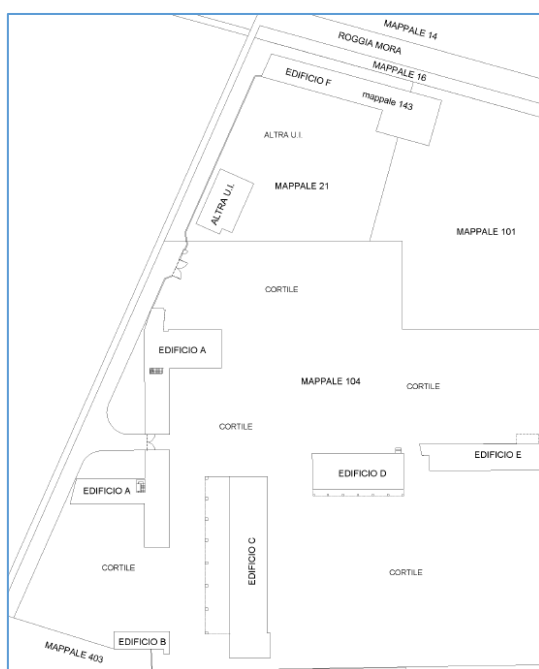 MAPPALE 14
ROGGIA MORA
MAPPALE 16
EDIFICIO F
mappale 143
ALTRA U.I.
ALTRA U.I.
MAPPALE 21
MAPPALE 101
CORTILE
EDIFICIO A
MAPPALE 104
CORTILE
CORTILE
EDIFICIO E
EDIFICIO D
EDIFICIO A
EDIFICIO C
CORTILE
CORTILE
EDIFICIO B
MAPPALE 403